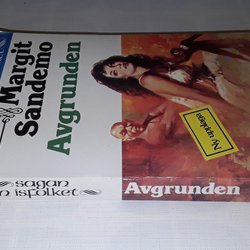 Margit
Sandemo
Avgrunden
sagan
isfolket
Ny upplaga
Avgrunden